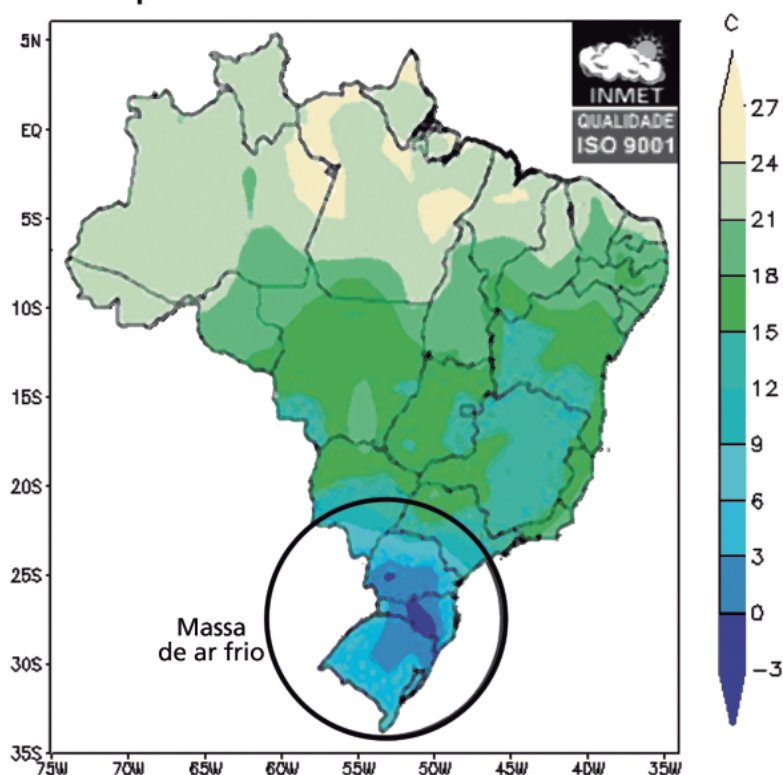 C
5N
EQ
5S
10S
15S
20S
25S
30S
35S
75W 70W 65W 60W 55W 50W 45W 40W 35W
INMET
QUALIDADE
ISO 9001
27
24
21
18
15
12
9
6
3
0
−3
Massa
de ar frio